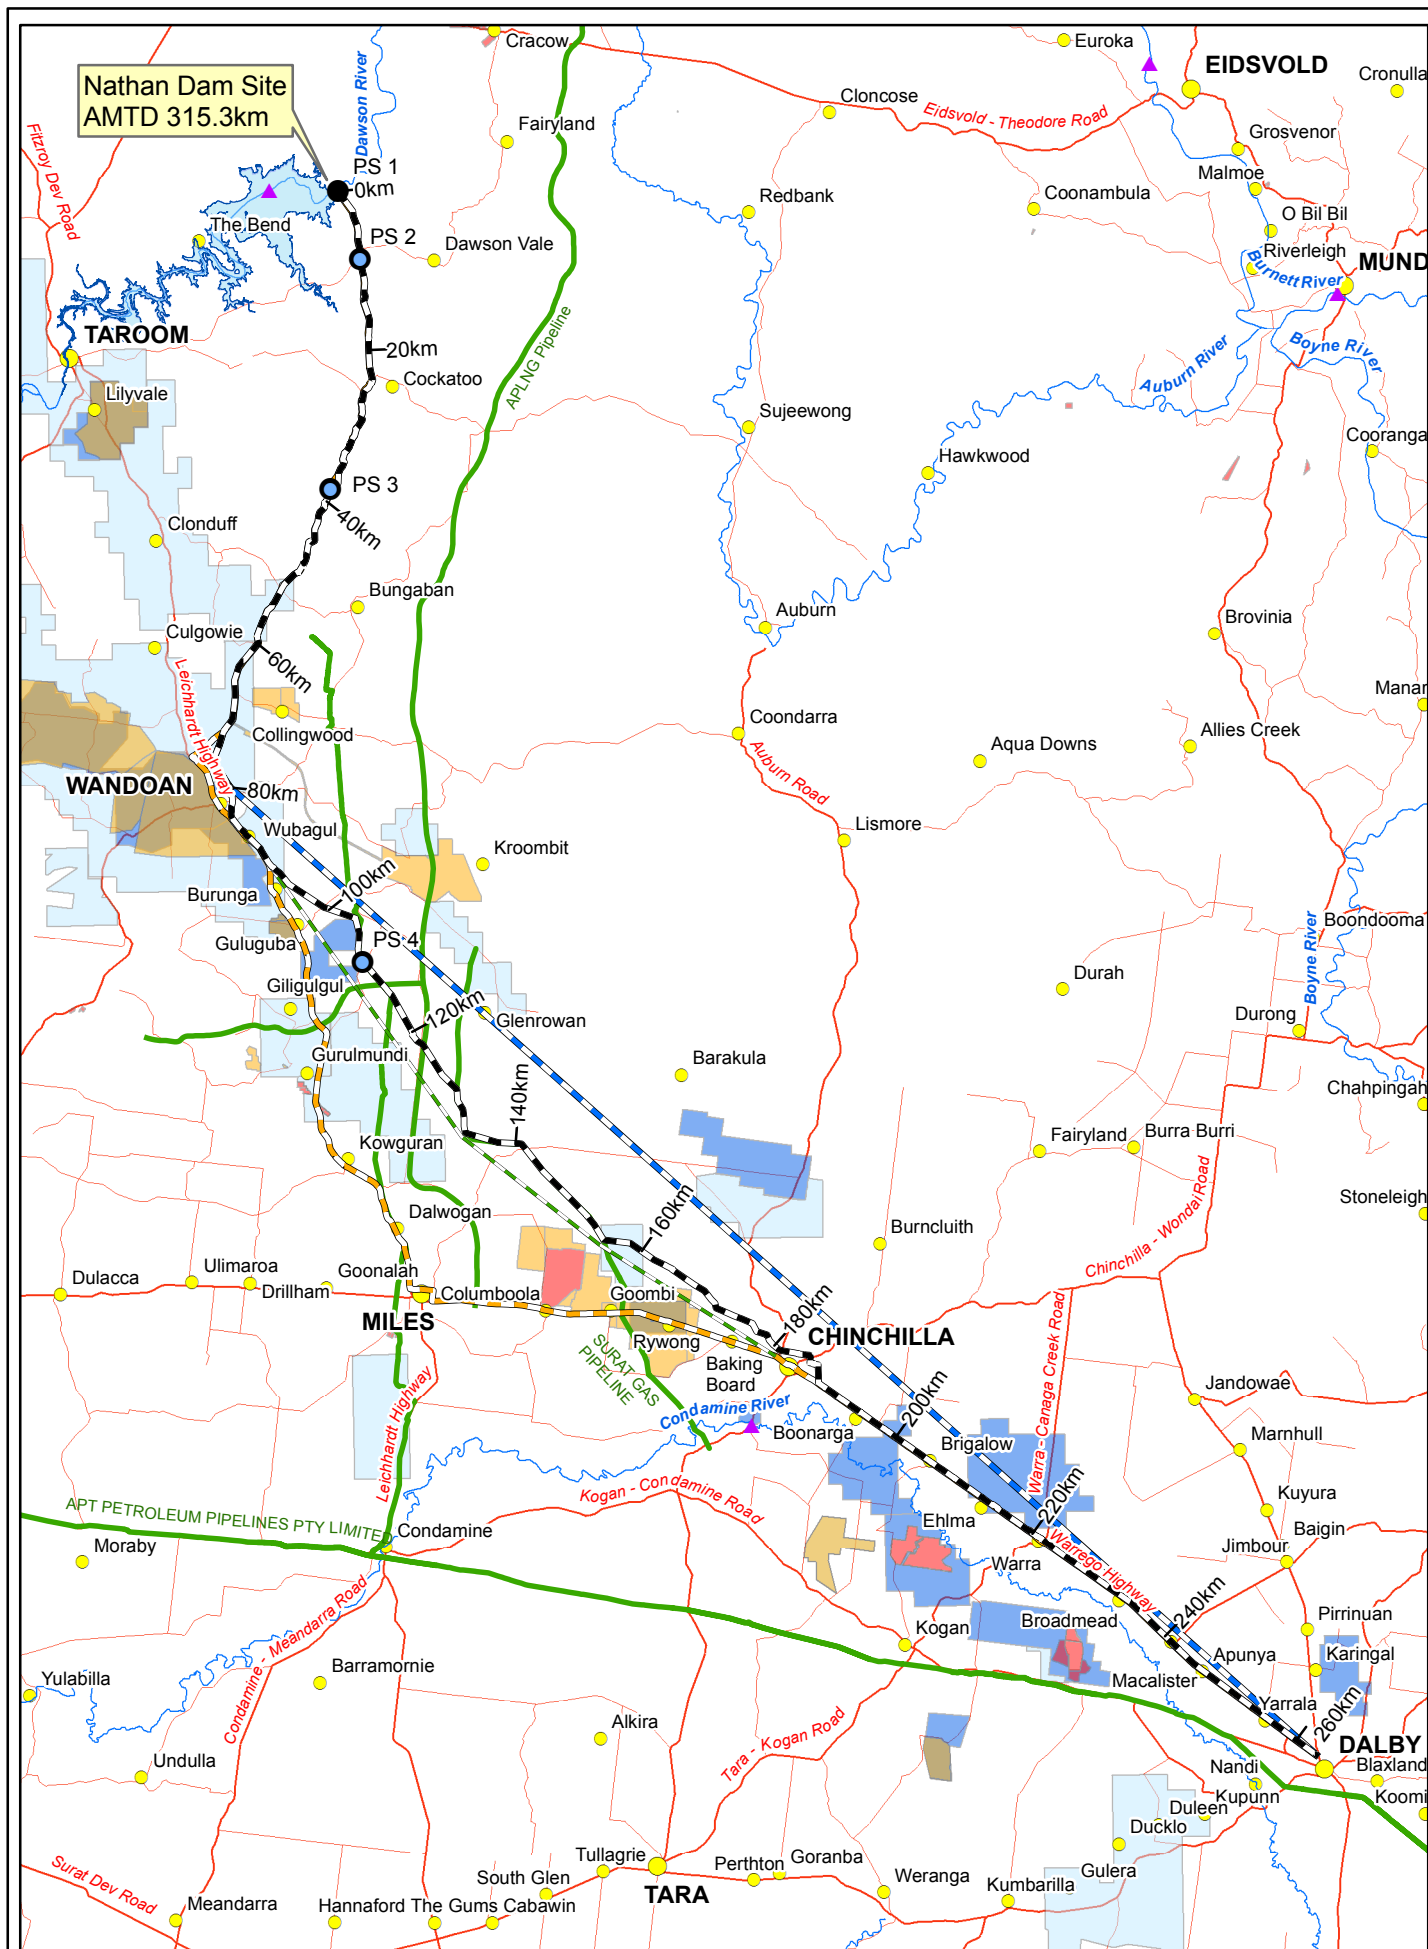 Cracow
Euroka
EIDSVOLD
Cronulla
Nathan Dam Site
AMTD 315.3km
Dawson River
Cloncose
Eidsvold - Theodore Road
Fairyland
Grosvenor
Fitzroy Dev Road
PS 1
0km
Malmoe
Redbank
Coonambula
O Bil Bil
The Bend
PS 2
Dawson Vale
Riverleigh
Burnett River
MUND
TAROOM
20km
APLNG Pipeline
Auburn River
Boyne River
Cockatoo
Lilyvale
Sujeewong
Cooranga
Hawkwood
PS 3
40km
Clonduff
Bungaban
Auburn
Brovinia
Culgowie
60km
Leichhardt Highway
Manar
Collingwood
Coondarra
Aqua Downs
Allies Creek
Auburn Road
WANDOAN
80km
Wubagul
Lismore
Kroombit
100km
Burunga
Guluguba
PS 4
Boondooma
Boyne River
Durah
Giligulgul
120km
Glenrowan
Durong
Gurulmundi
Barakula
140km
Chahpingah
Kowguran
Fairyland
Burra Burri
Chinchilla - Wondai Road
Stoneleigh
Dalwogan
160km
Burncluith
Dulacca
Ulimaroa
Drillham
Goonalah
Columboola
Goombi
180km
MILES
CHINCHILLA
Rywong
Baking
Board
SURAT GAS
PIPELINE
Warra - Canaga Creek Road
Leichhardt Highway
Condamine River
Jandowae
200km
Boonarga
Brigalow
Marnhull
Kogan - Condamine Road
220km
Kuyura
APT PETROLEUM PIPELINES PTY LIMITED
Condamine
Ehlma
Baigin
Moraby
Warra
Warrego Highway
Jimbour
Condamine - Meandarra Road
Kogan
Broadmead
240km
Pirrinuan
Barramornie
Apunya
Karingal
Yulabilla
Macalister
Yarrala
260km
Alkira
Tara - Kogan Road
DALBY
Undulla
Nandi
Blaxland
Kupunn
Koomi
Duleen
Ducklo
Tullagrie
Perthton
Goranba
Gulera
Surat Dev Road
South Glen
TARA
Weranga
Kumbarilla
Meandarra
Hannaford
The Gums
Cabawin